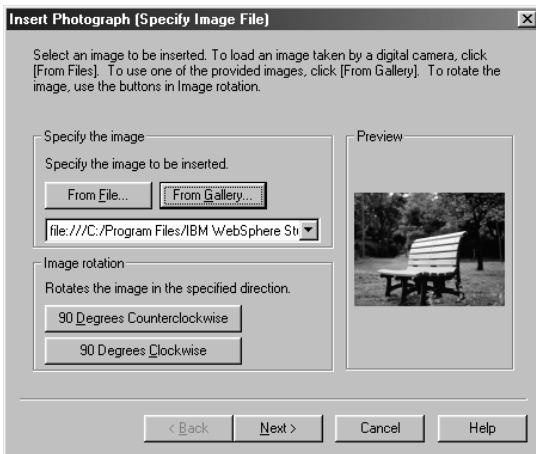 Insert Photograph (Specify Image File)
Select an image to be inserted. To load an image taken by a digital camera, click
[From Files]. To use one of the provided images, click [From Gallery]. To rotate the
image, use the buttons in Image rotation.
Specify the image
Specify the image to be inserted.
From File...
From Gallery...
file:///C:/Program Files/IBM WebSphere St
Image rotation
Rotates the image in the specified direction.
90 Degrees Counterclockwise
90 Degrees Clockwise
Preview
< Back
Next >
Cancel
Help